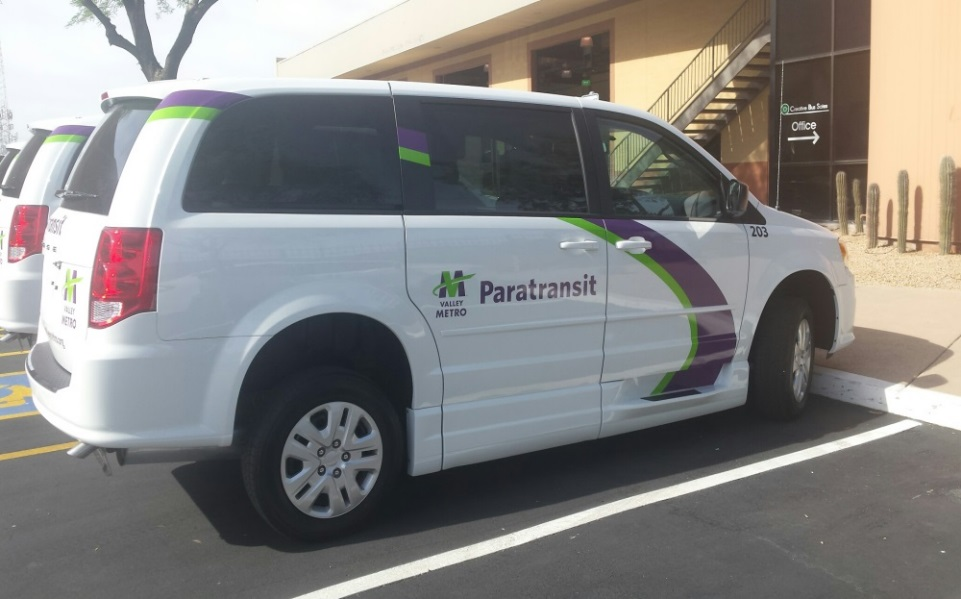 Office
203
VALLEY
METRO
Paratransit
VALLEY
METRO